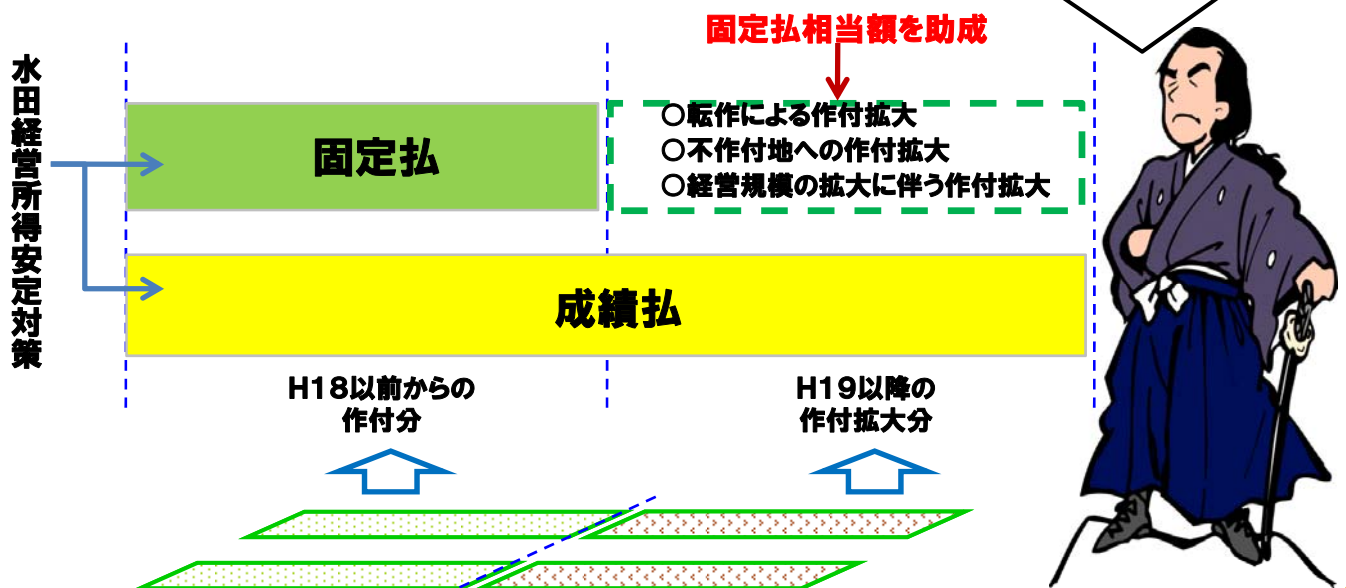 固定払相当額を助成
水田経営所得安定対策
固定払
○転作による作付拡大
○不作付地への作付拡大
○経営規模の拡大に伴う作付拡大
成績払
H18以前からの
作付分
H19以降の
作付拡大分